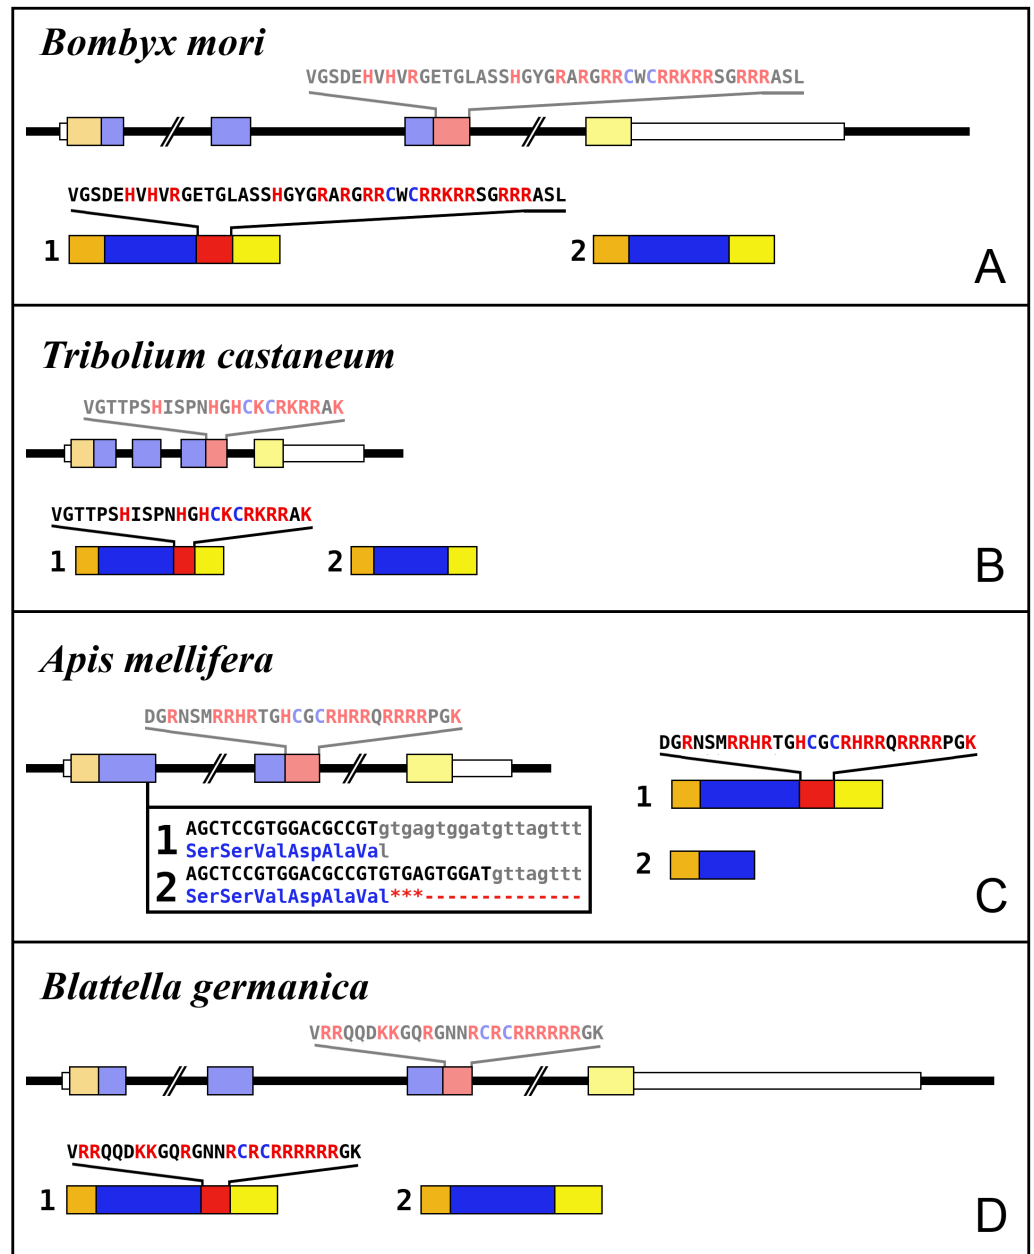 Bombyx mori
VGSDEHVHVRGETGLASSHGYGRARGRRCWCRRKRRSGRRRASL
VGSDEHVHVRGETGLASSHGYGRARGRRCWCRRKRRSGRRRASL
1
2
A
Tribolium castaneum
VGTTPSHISPNHGHCKCRKRRAK
VGTTPSHISPNHGHCKCRKRRAK
1
2
B
Apis mellifera
DGRNSMRRHRTGHCGCRHRRQRRRRPGK
1 AGCTCCGTGGACGCCGTgtgagtggatgttagttt
SerSerValAspAlaVal
2 AGCTCCGTGGACGCCGTGTGAGTGGATgttagttt
SerSerValAspAlaVal***--------------
DGRNSMRRHRTGHCGCRHRRQRRRRPGK
1
2
C
Blattella germanica
VRRQQDKKGQRGNNRCRCRRRRRRGK
VRRQQDKKGQRGNNRCRCRRRRRRGK
1
2
D